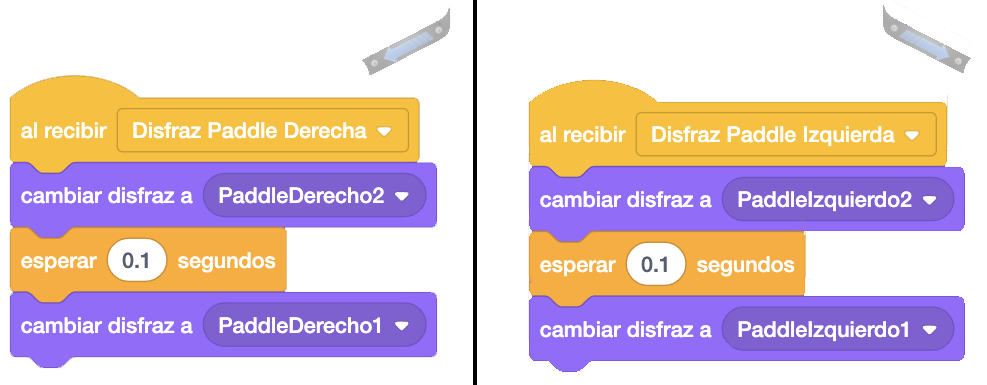 al recibir Disfraz Paddle Derecha
cambiar disfraz a PaddleDerecho2
esperar 0.1 segundos
cambiar disfraz a PaddleDerecho1
al recibir Disfraz Paddle Izquierda
cambiar disfraz a PaddleIzquierdo2
esperar 0.1 segundos
cambiar disfraz a PaddleIzquierdo1